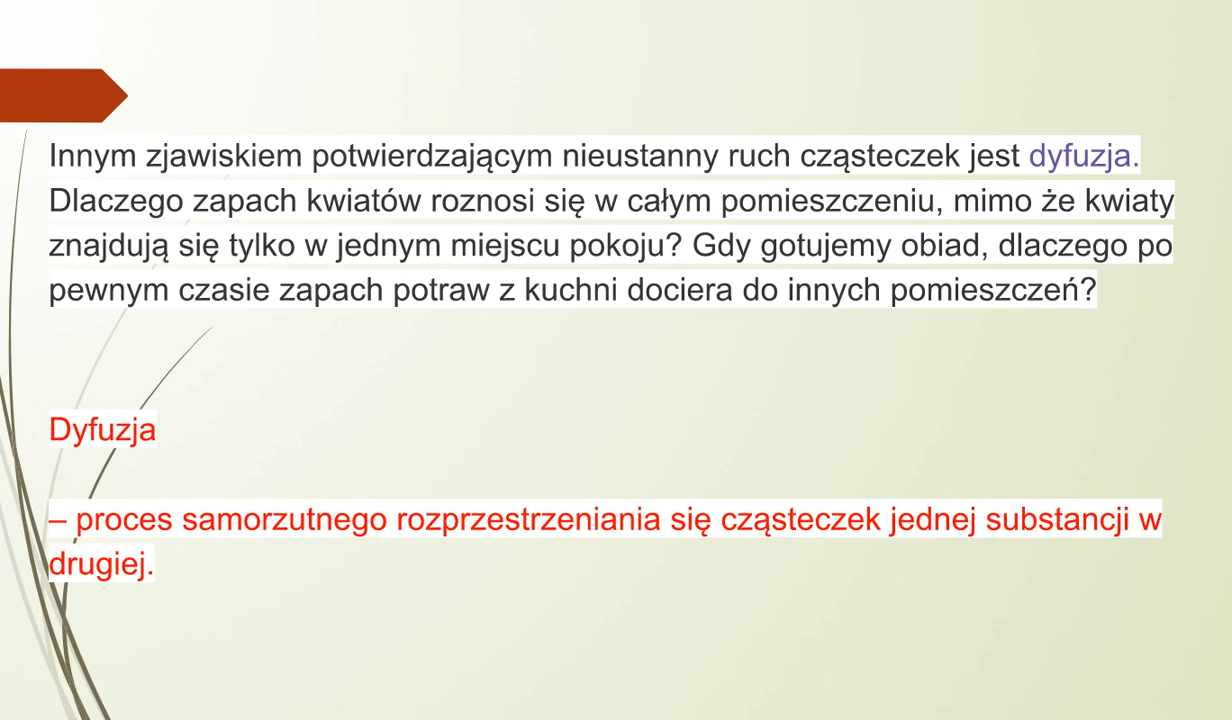 Innym zjawiskiem potwierdzającym nieustanny ruch cząsteczek jest dyfuzja.
Dlaczego zapach kwiatów roznosi się w całym pomieszczeniu, mimo że kwiaty
znajdują się tylko w jednym miejscu pokoju? Gdy gotujemy obiad, dlaczego po
pewnym czasie zapach potraw z kuchni dociera do innych pomieszczeń?
Dyfuzja
– proces samorzutnego rozprzestrzeniania się cząsteczek jednej substancji w
drugiej.